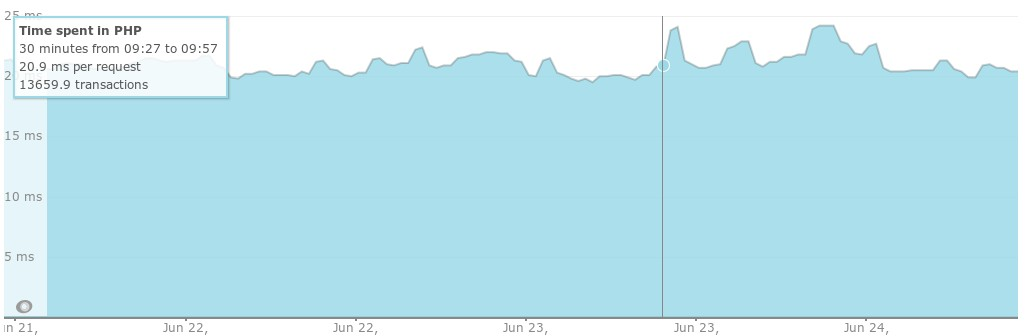 25 ms
Time spent in PHP
30 minutes from 09:27 to 09:57
20.9 ms per request
13659.9 transactions
15 ms
10 ms
5 ms
un 21, Jun 22, Jun 22, Jun 23, Jun 23, Jun 24,